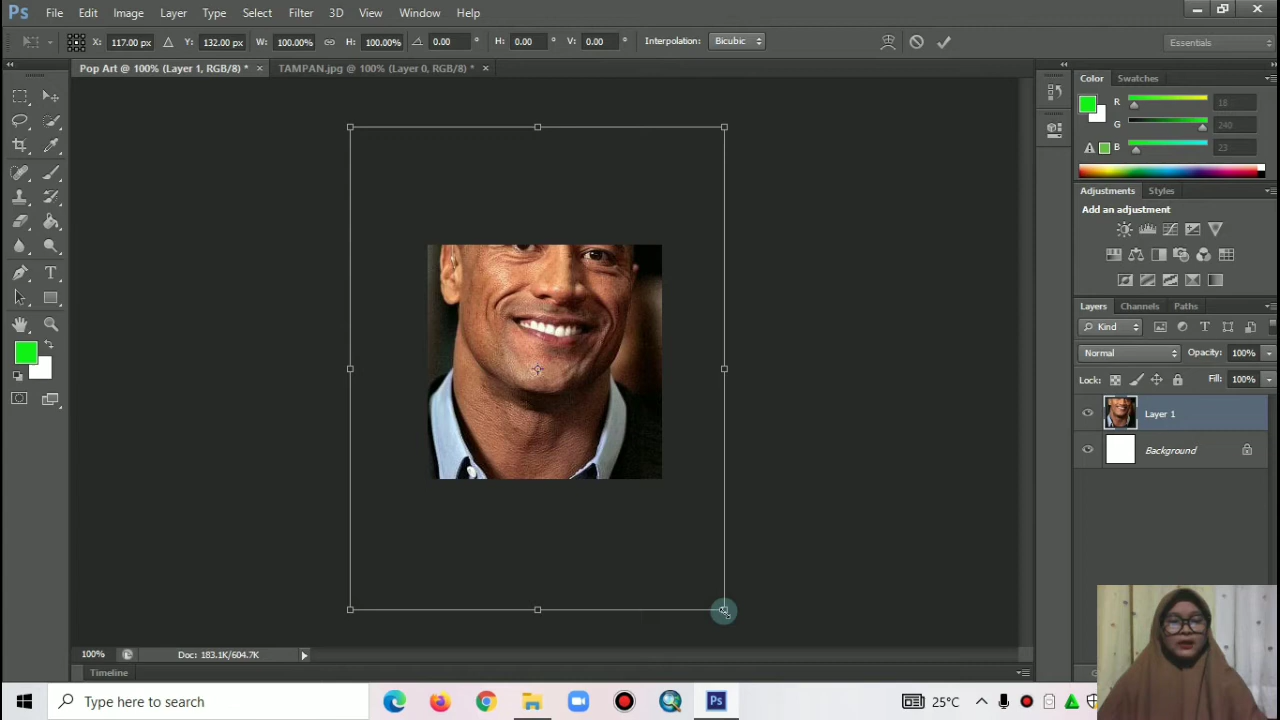 Ps File Edit Image Layer Type Select Filter 3D View Window Help
X: 117.00 px Y: 132.00 px W: 100.00% H: 100.00% 0.00 ° H: 0.00 ° V: 0.00 ° Interpolation: Bicubic Essentials
Pop Art @ 100% (Layer 1, RGB/8) * × TAMPAN.jpg @ 100% (Layer 0, RGB/8) * ×
Color Swatches
R 18
G 240
B 23
Adjustments Styles
Add an adjustment
Layers Channels Paths
Kind
Normal Opacity: 100%
Lock: Fill: 100%
Layer 1
Background
100% Doc: 183.1K/604.7K
Timeline
Type here to search
Ps
25°C